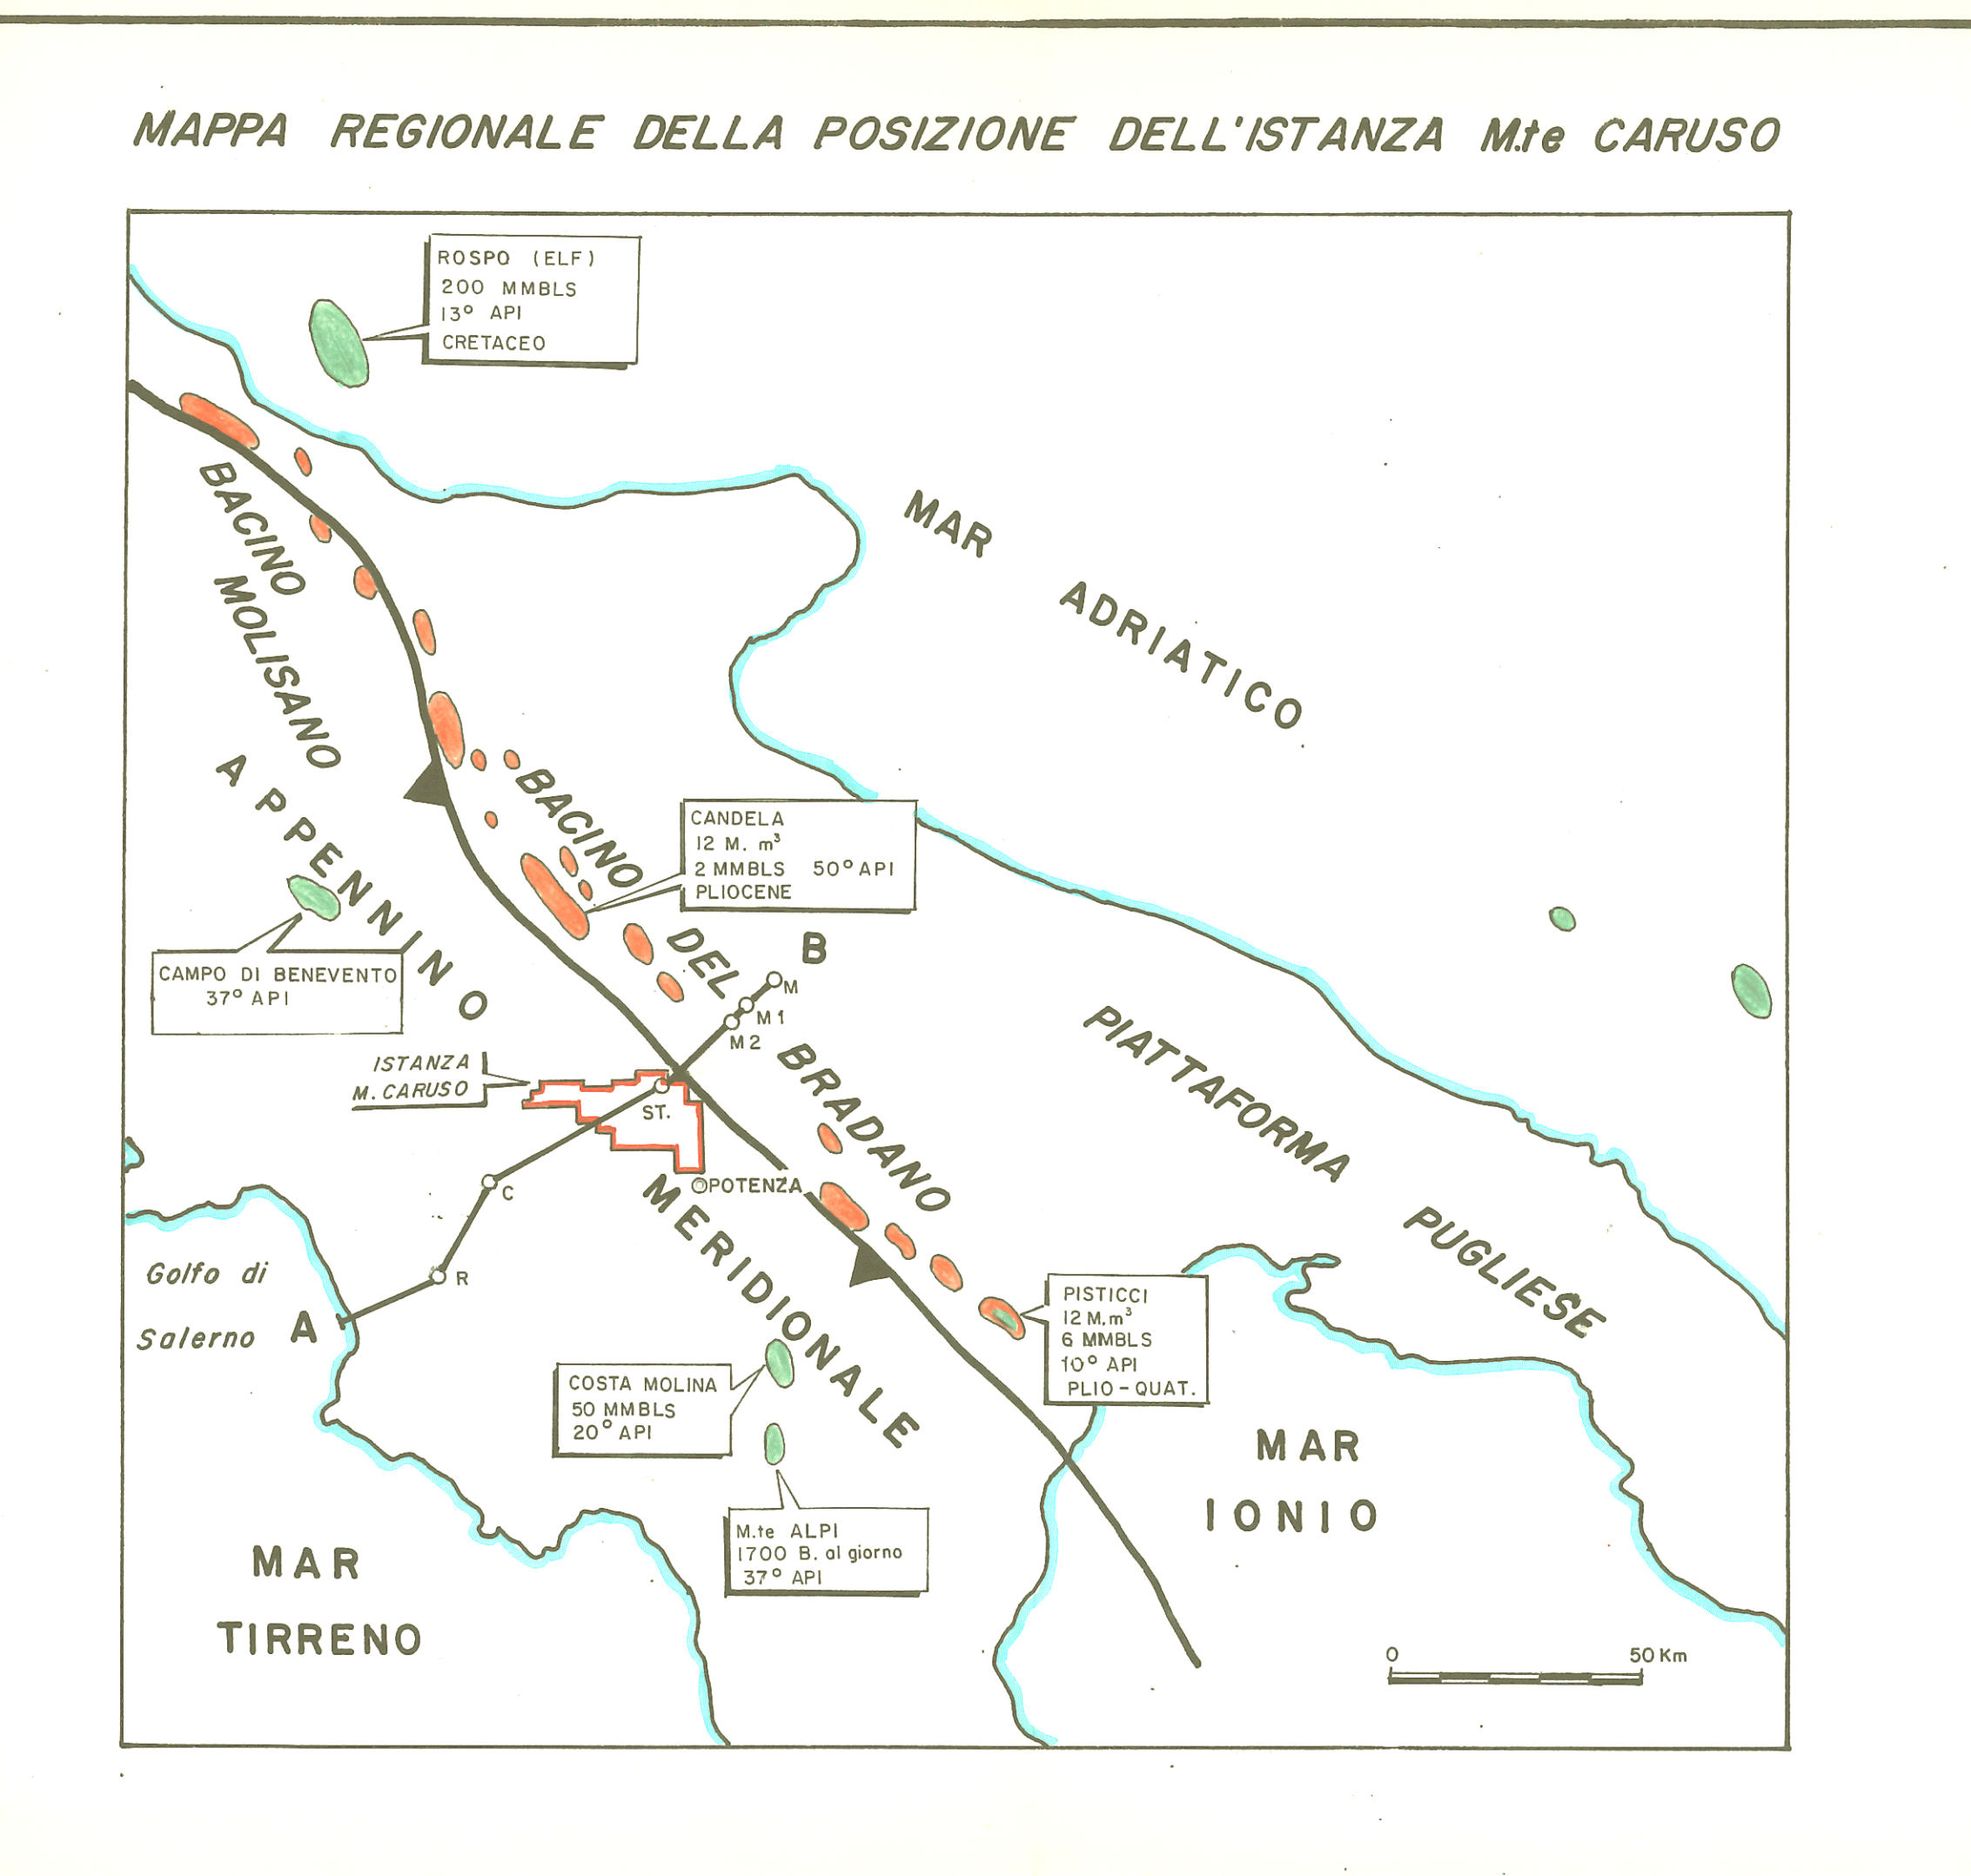 MAPPA REGIONALE DELLA POSIZIONE DELL'ISTANZA M.te CARUSO
ROSPO (ELF)
200 MMBLS
13° API
CRETACEO
MAR ADRIATICO
BACINO MOLISANO
APPENNINO MERIDIONALE
BACINO DEL BRADANO
CANDELA
12 M. m³
2 MMBLS 50° API
PLIOCENE
B
M
M1
M2
CAMPO DI BENEVENTO
37° API
ISTANZA
M. CARUSO
ST.
POTENZA
C
R
A
PIATTAFORMA PUGLIESE
Golfo di
Salerno
PISTICCI
12 M.m³
6 MMBLS
10° API
PLIO-QUAT.
COSTA MOLINA
50 MMBLS
20° API
M.te ALPI
1700 B. al giorno
37° API
MAR
IONIO
MAR
TIRRENO
0 50 Km